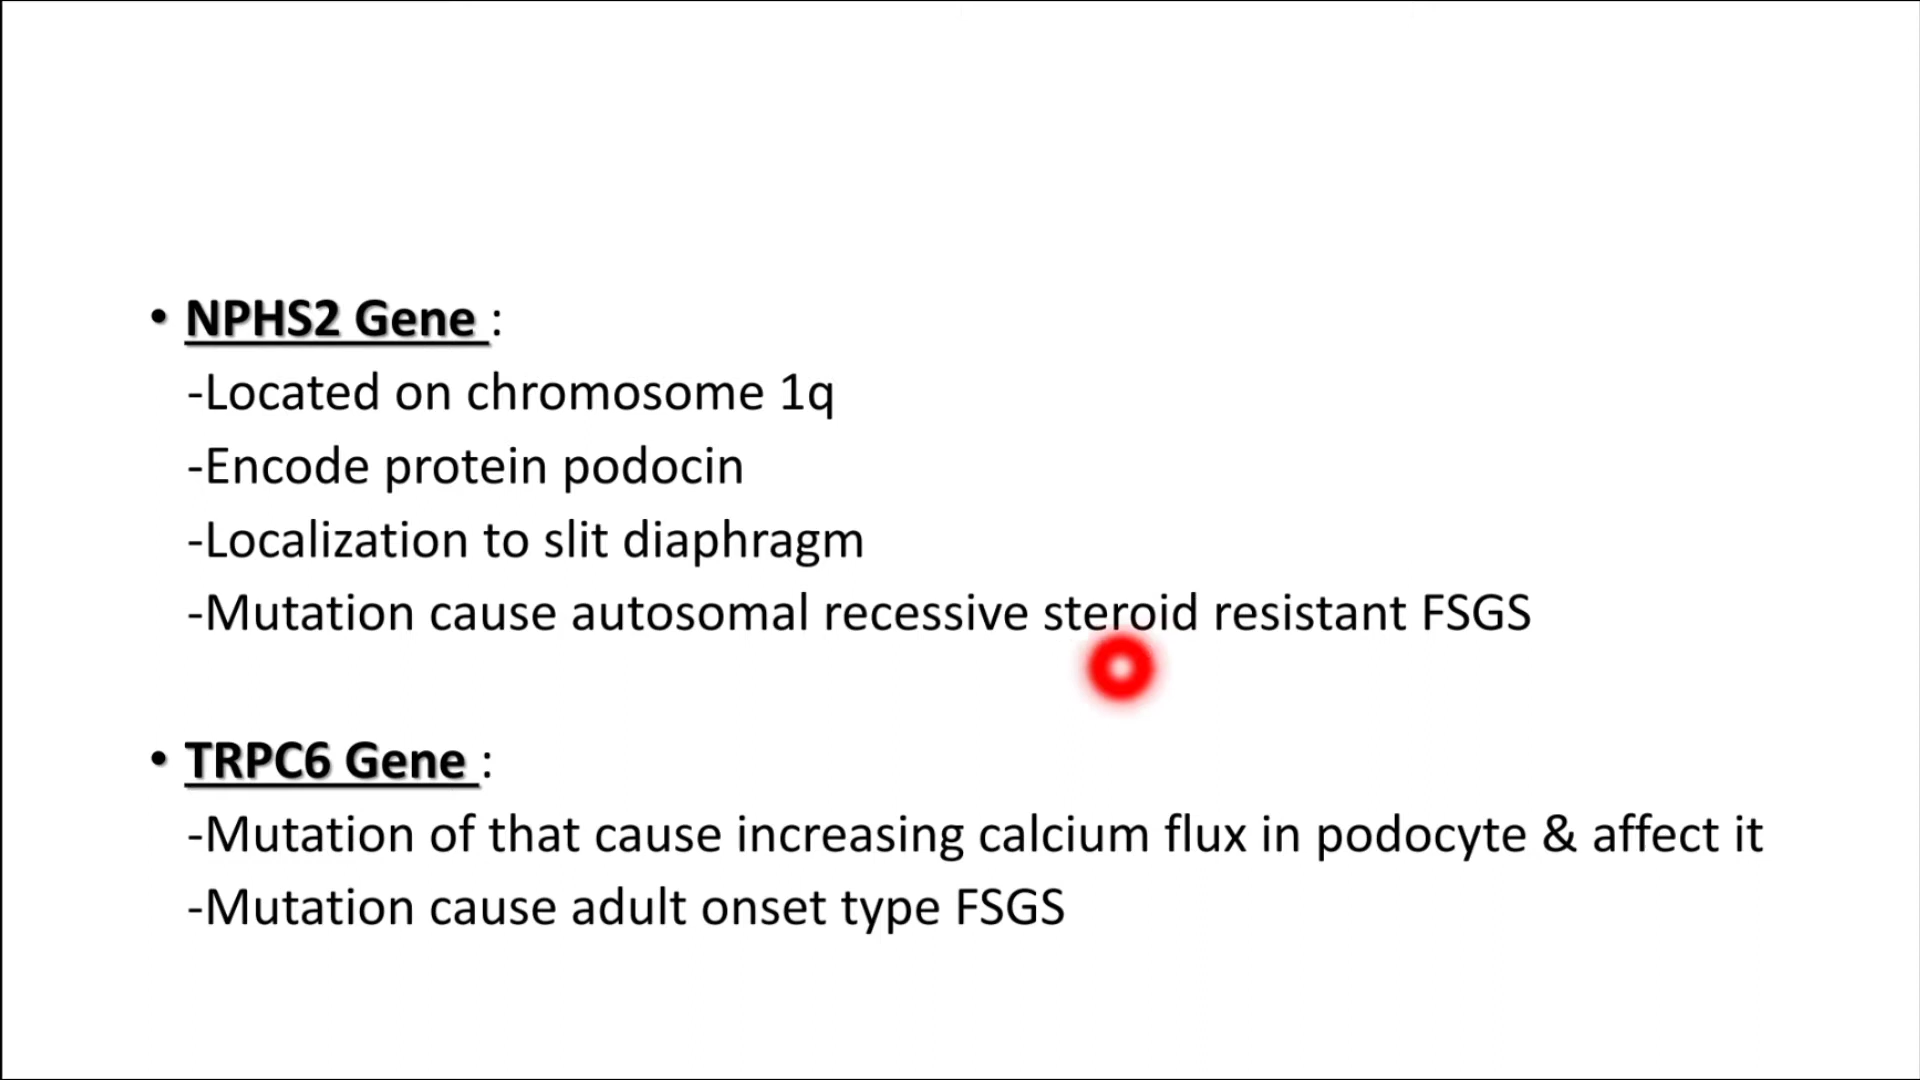 • NPHS2 Gene :
-Located on chromosome 1q
-Encode protein podocin
-Localization to slit diaphragm
-Mutation cause autosomal recessive steroid resistant FSGS
• TRPC6 Gene :
-Mutation of that cause increasing calcium flux in podocyte & affect it
-Mutation cause adult onset type FSGS